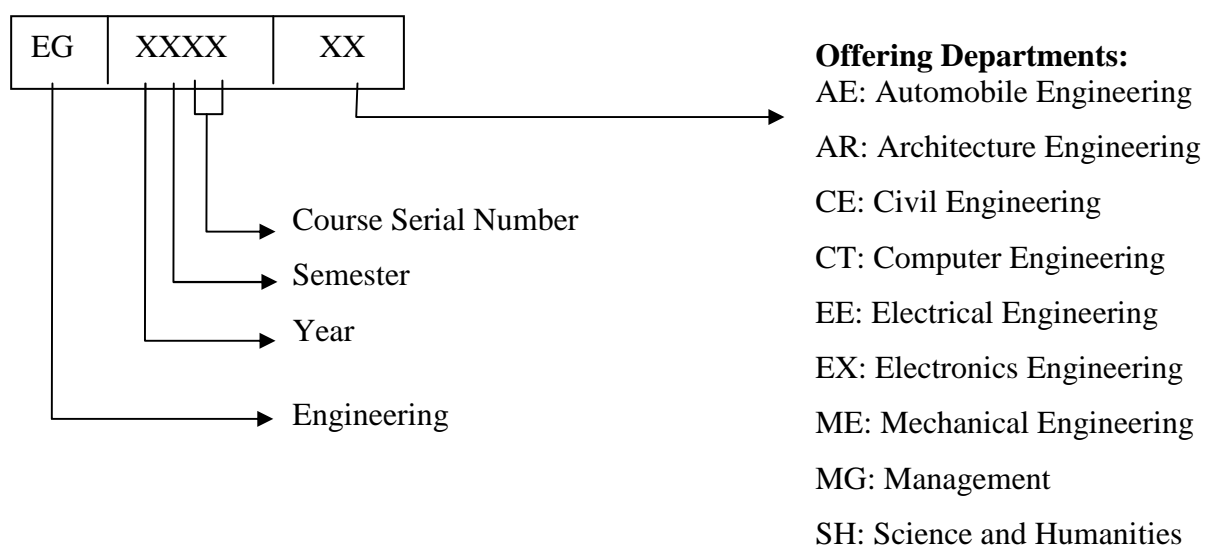 EG XXXX XX
Course Serial Number
Semester
Year
Engineering
Offering Departments:
AE: Automobile Engineering
AR: Architecture Engineering
CE: Civil Engineering
CT: Computer Engineering
EE: Electrical Engineering
EX: Electronics Engineering
ME: Mechanical Engineering
MG: Management
SH: Science and Humanities